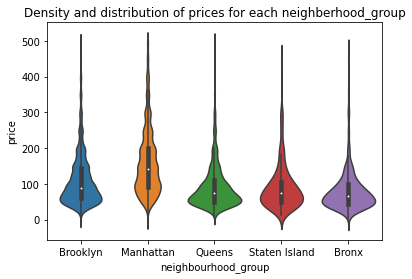 Density and distribution of prices for each neighberhood_group
500
400
300
200
100
0
price
Brooklyn Manhattan Queens Staten Island Bronx
neighbourhood_group